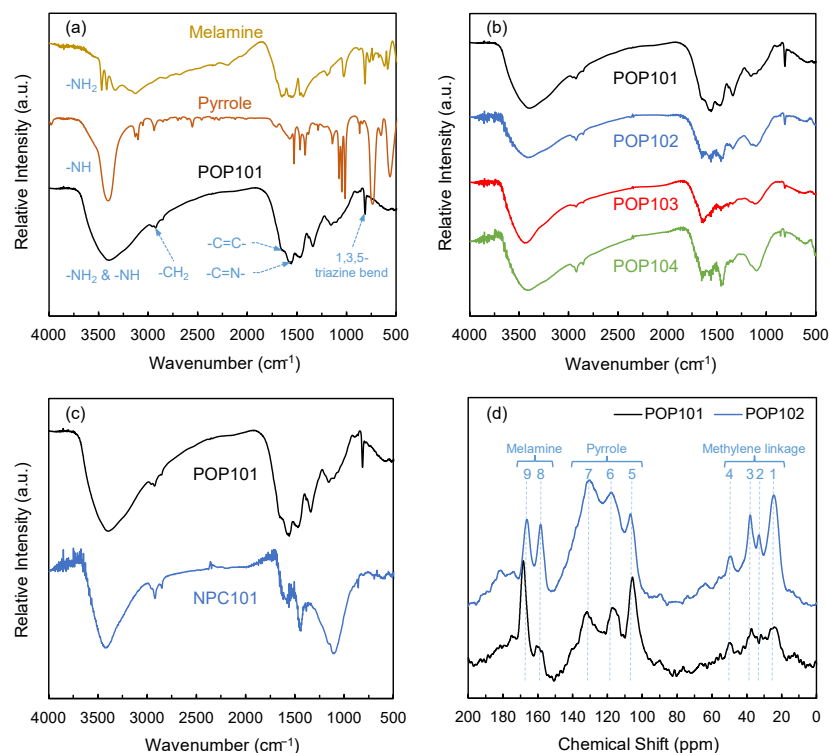 (a)
Melamine
-NH₂
Pyrrole
-NH
POP101
-C=C-
-C=N-
1,3,5-
triazine bend
-NH₂ & -NH
-CH₂
Relative Intensity (a.u.)
4000 3500 3000 2500 2000 1500 1000 500
Wavenumber (cm⁻¹)
(b)
POP101
POP102
POP103
POP104
Relative Intensity (a.u.)
4000 3500 3000 2500 2000 1500 1000 500
Wavenumber (cm⁻¹)
(c)
POP101
NPC101
Relative Intensity (a.u.)
4000 3500 3000 2500 2000 1500 1000 500
Wavenumber (cm⁻¹)
(d)
POP101 POP102
Melamine Pyrrole Methylene linkage
9 8 7 6 5 4 3 2 1
200 180 160 140 120 100 80 60 40 20 0
Chemical Shift (ppm)